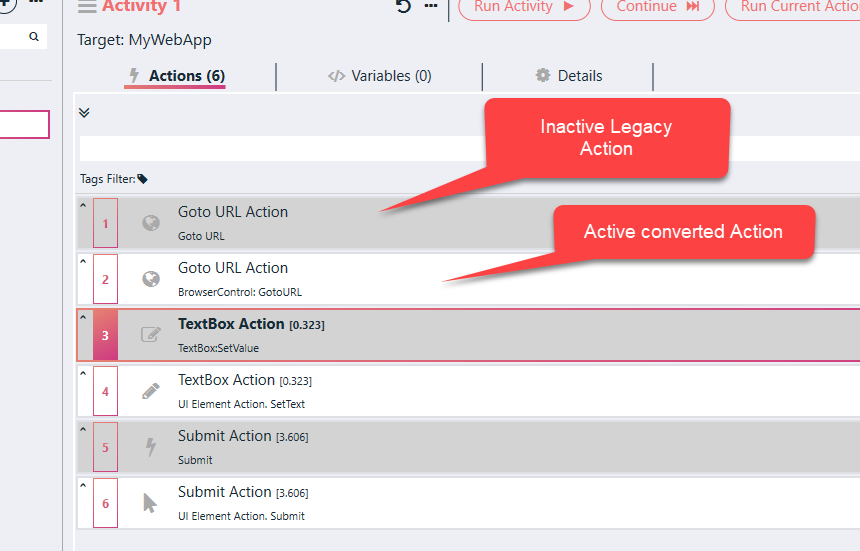 Activity 1
Run Activity
Continue
Run Current Actio
Target: MyWebApp
Actions (6)
</> Variables (0)
Details
Inactive Legacy
Action
Tags Filter:
1
Goto URL Action
Goto URL
Active converted Action
2
Goto URL Action
BrowserControl: GotoURL
3
TextBox Action [0.323]
TextBox:SetValue
4
TextBox Action [0.323]
UI Element Action. SetText
5
Submit Action [3.606]
Submit
6
Submit Action [3.606]
UI Element Action. Submit